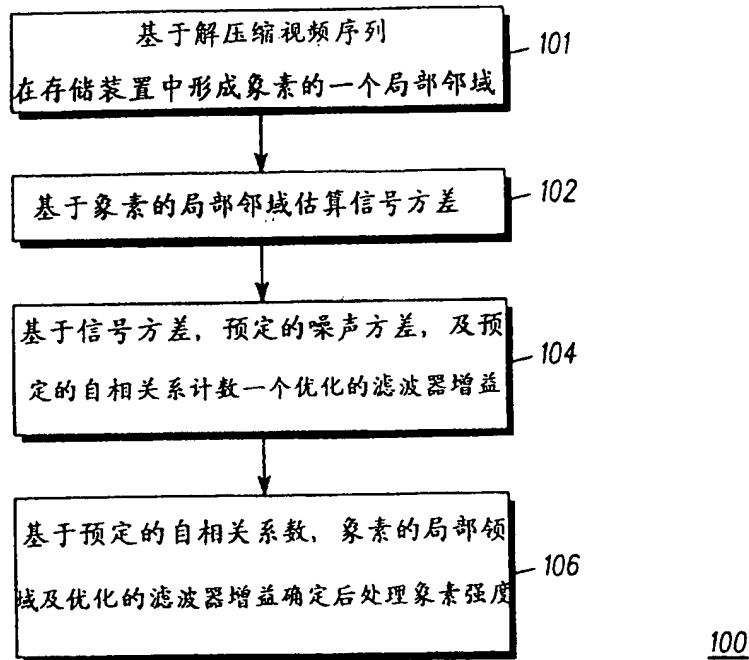 基于解压缩视频序列
在存储装置中形成象素的一个局部邻域
101
基于象素的局部邻域估算信号方差
102
基于信号方差, 预定的噪声方差, 及预
定的自相关系计数一个优化的滤波器增益
104
基于预定的自相关系数, 象素的局部领
域及优化的滤波器增益确定后处理象素强度
106
100